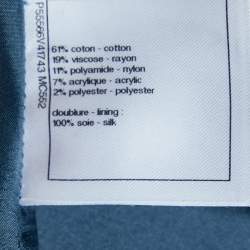 P55566V41743 MC552
61% coton - cotton
19% viscose - rayon
11% polyamide - nylon
7% acrylique - acrylic
2% polyester - polyester
doublure - lining :
100% soie - silk